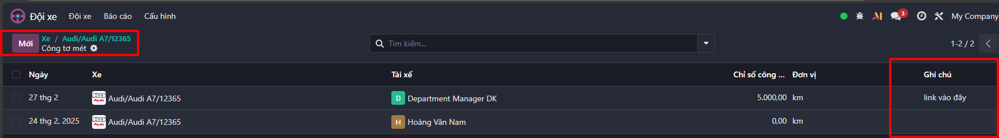 Đội xe Đội xe Báo cáo Cấu hình 3 My Company
Mới Xe / Audi/Audi A7/12365 Tìm kiếm... 1-2 / 2
Công tơ mét
Ngày Xe Tài xế Chỉ số công ... Đơn vị Ghi chú
27 thg 2 Audi Audi/Audi A7/12365 D Department Manager DK 5.000,00 km link vào đây
24 thg 2, 2025 Audi Audi/Audi A7/12365 H Hoàng Văn Nam 0,00 km